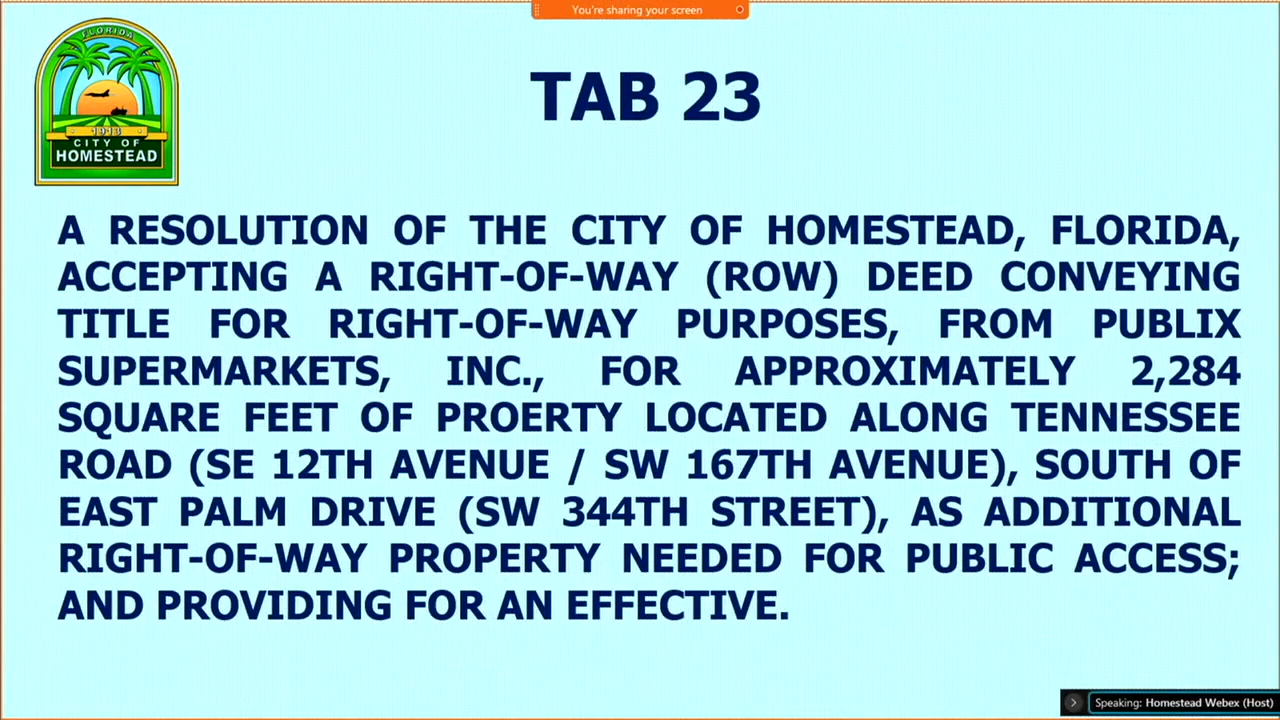 You're sharing your screen
FLORIDA
1913
CITY OF
HOMESTEAD
TAB 23
A RESOLUTION OF THE CITY OF HOMESTEAD, FLORIDA,
ACCEPTING A RIGHT-OF-WAY (ROW) DEED CONVEYING
TITLE FOR RIGHT-OF-WAY PURPOSES, FROM PUBLIX
SUPERMARKETS, INC., FOR APPROXIMATELY 2,284
SQUARE FEET OF PROERTY LOCATED ALONG TENNESSEE
ROAD (SE 12TH AVENUE / SW 167TH AVENUE), SOUTH OF
EAST PALM DRIVE (SW 344TH STREET), AS ADDITIONAL
RIGHT-OF-WAY PROPERTY NEEDED FOR PUBLIC ACCESS;
AND PROVIDING FOR AN EFFECTIVE.
Speaking: Homestead Webex (Host)